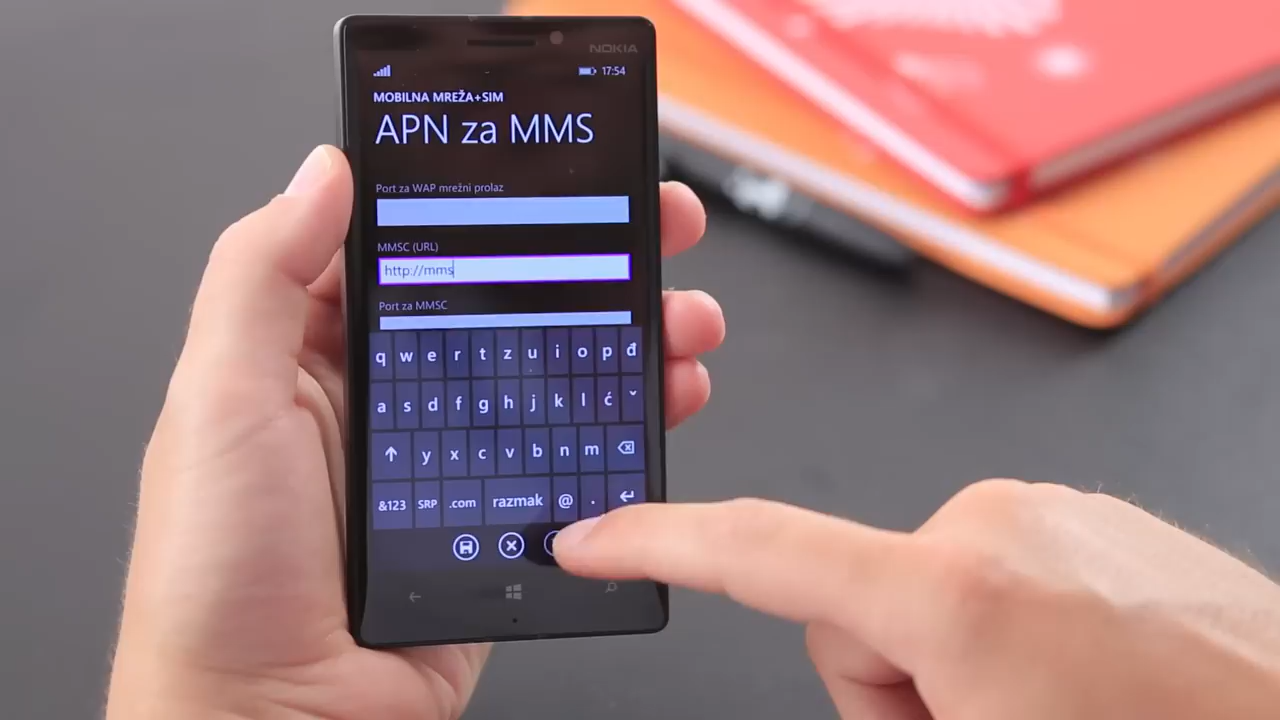 NOKIA
17:54
MOBILNA MREŽA+SIM
APN za MMS
Port za WAP mrežni prolaz
MMSC (URL)
http://mms
Port za MMSC
q w e r t z u i o p đ
a s d f g h j k l ć ˇ
y x c v b n m
&123 SRP .com razmak @ .